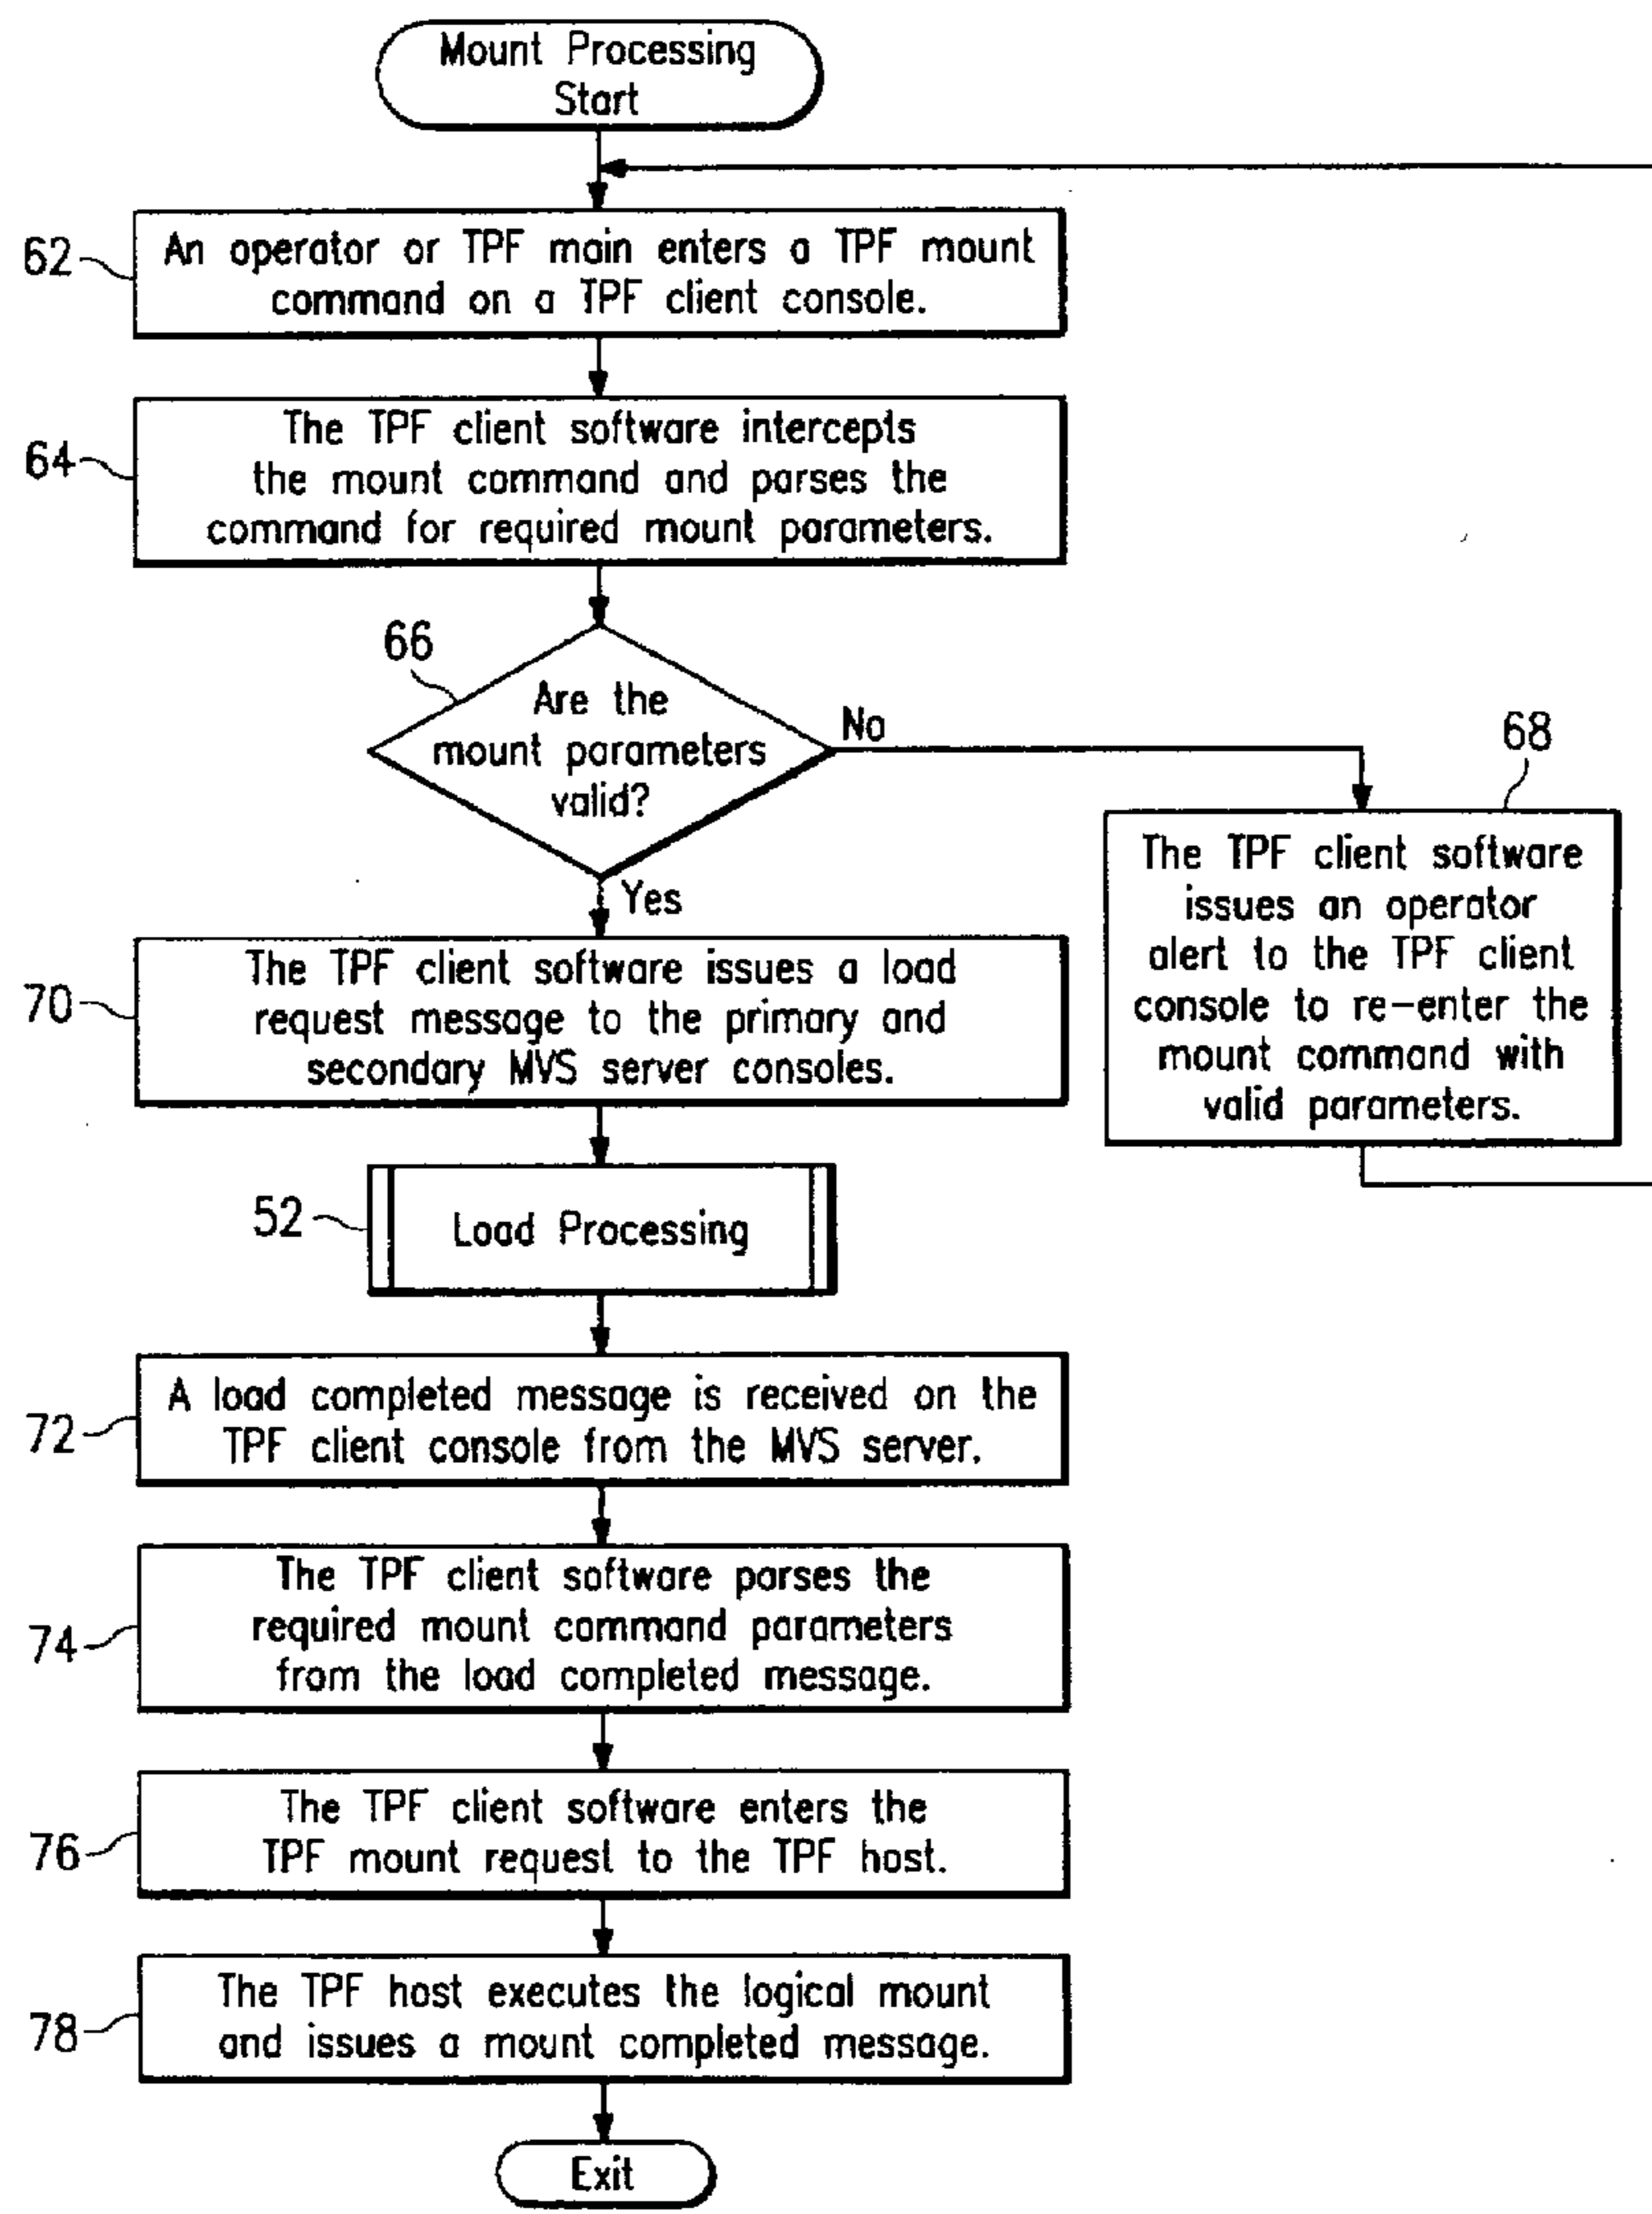 Mount Processing
Start
62
An operator or TPF main enters a TPF mount
command on a TPF client console.
64
The TPF client software intercepts
the mount command and parses the
command for required mount parameters.
66
Are the
mount parameters
valid?
No
Yes
68
The TPF client software
issues an operator
alert to the TPF client
console to re-enter the
mount command with
valid parameters.
70
The TPF client software issues a load
request message to the primary and
secondary MVS server consoles.
52
Load Processing
72
A load completed message is received on the
TPF client console from the MVS server.
74
The TPF client software parses the
required mount command parameters
from the load completed message.
76
The TPF client software enters the
TPF mount request to the TPF host.
78
The TPF host executes the logical mount
and issues a mount completed message.
Exit